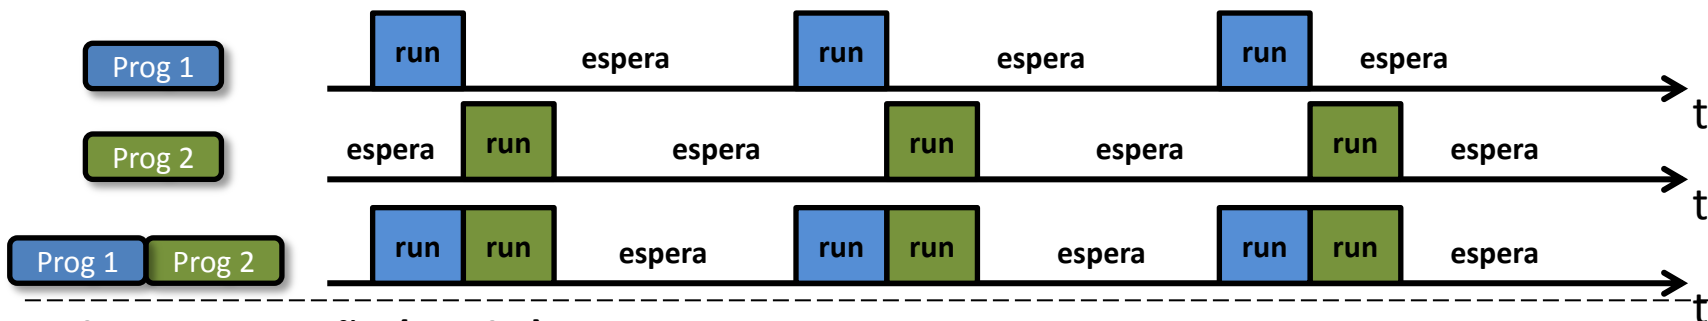 Prog 1 run espera run espera run espera
t
Prog 2 espera run espera run espera run espera
t
Prog 1 Prog 2 run run espera run run espera run run espera
t